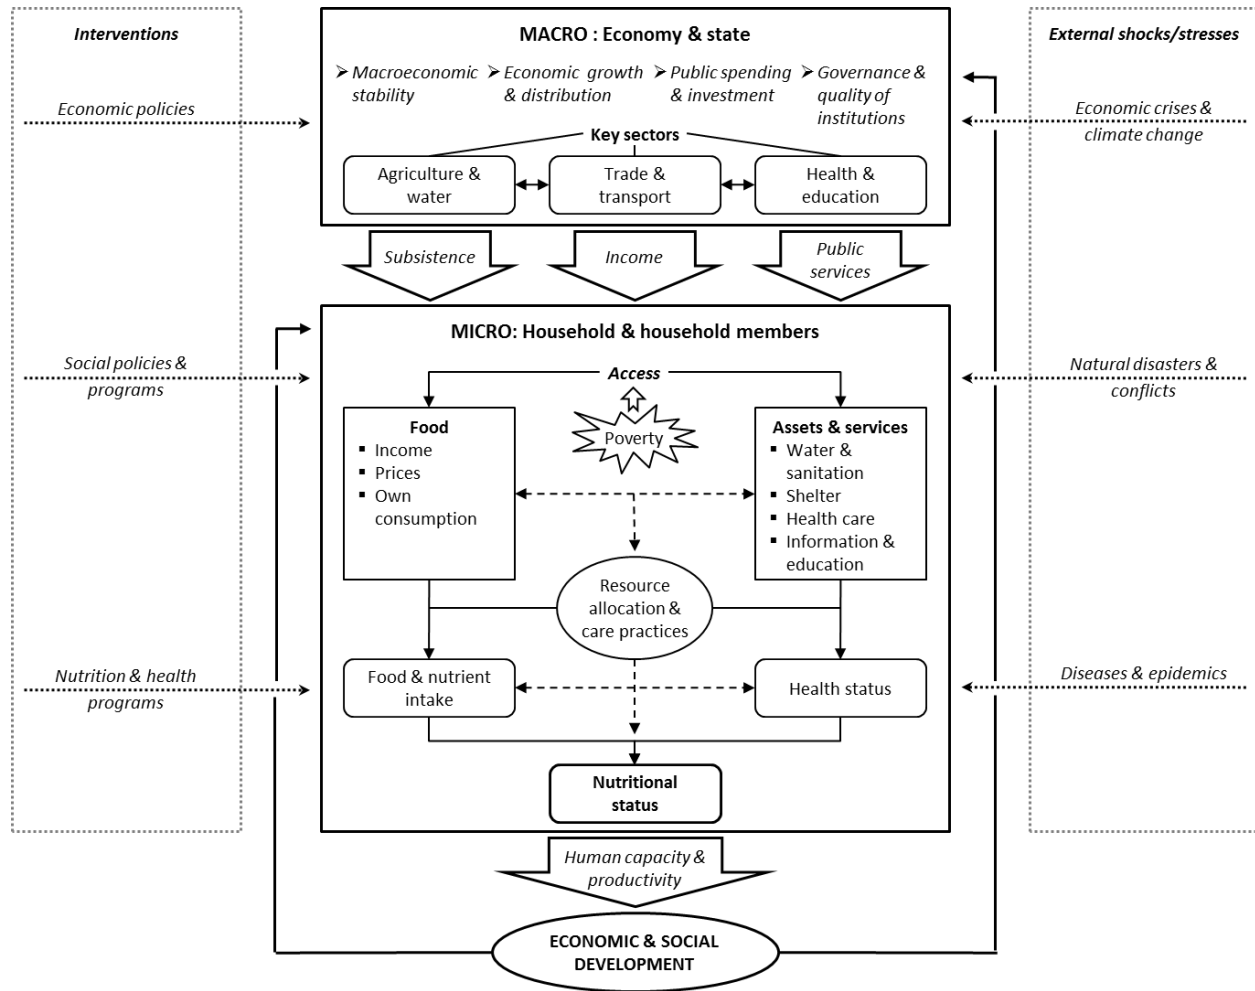 Interventions
MACRO : Economy & state
External shocks/stresses
➢ Macroeconomic
stability
➢ Economic growth
& distribution
➢ Public spending
& investment
➢ Governance &
quality of
institutions
Economic policies
Economic crises &
climate change
Key sectors
Agriculture &
water
Trade &
transport
Health &
education
Subsistence
Income
Public
services
MICRO: Household & household members
Social policies &
programs
Natural disasters &
conflicts
Access
Poverty
Food
▪ Income
▪ Prices
▪ Own
consumption
Assets & services
▪ Water &
sanitation
▪ Shelter
▪ Health care
▪ Information &
education
Resource
allocation &
care practices
Nutrition & health
programs
Food & nutrient
intake
Health status
Diseases & epidemics
Nutritional
status
Human capacity &
productivity
ECONOMIC & SOCIAL
DEVELOPMENT